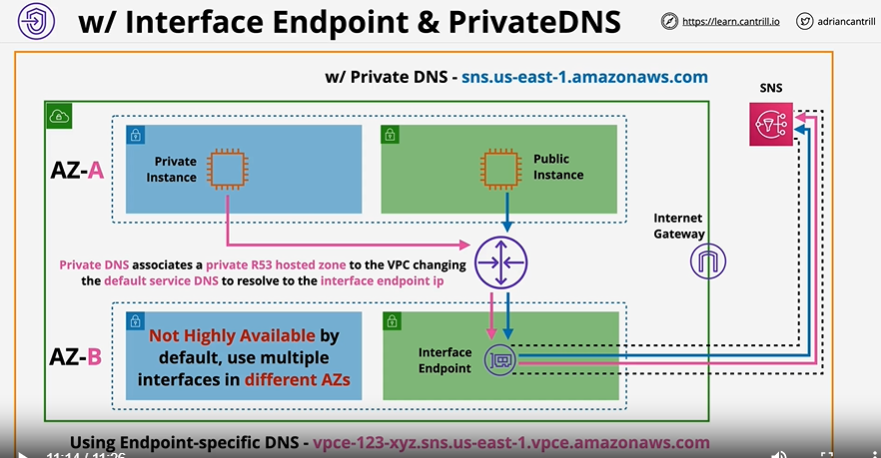 w/ Interface Endpoint & PrivateDNS
https://learn.cantrill.io
adriancantrill
w/ Private DNS - sns.us-east-1.amazonaws.com
SNS
AZ-A
Private
Instance
Public
Instance
Internet
Gateway
Private DNS associates a private R53 hosted zone to the VPC changing
the default service DNS to resolve to the interface endpoint ip
AZ-B
Not Highly Available by
default, use multiple
interfaces in different AZs
Interface
Endpoint
Using Endpoint-specific DNS - vpce-123-xyz.sns.us-east-1.vpce.amazonaws.com
11:14 / 11:26